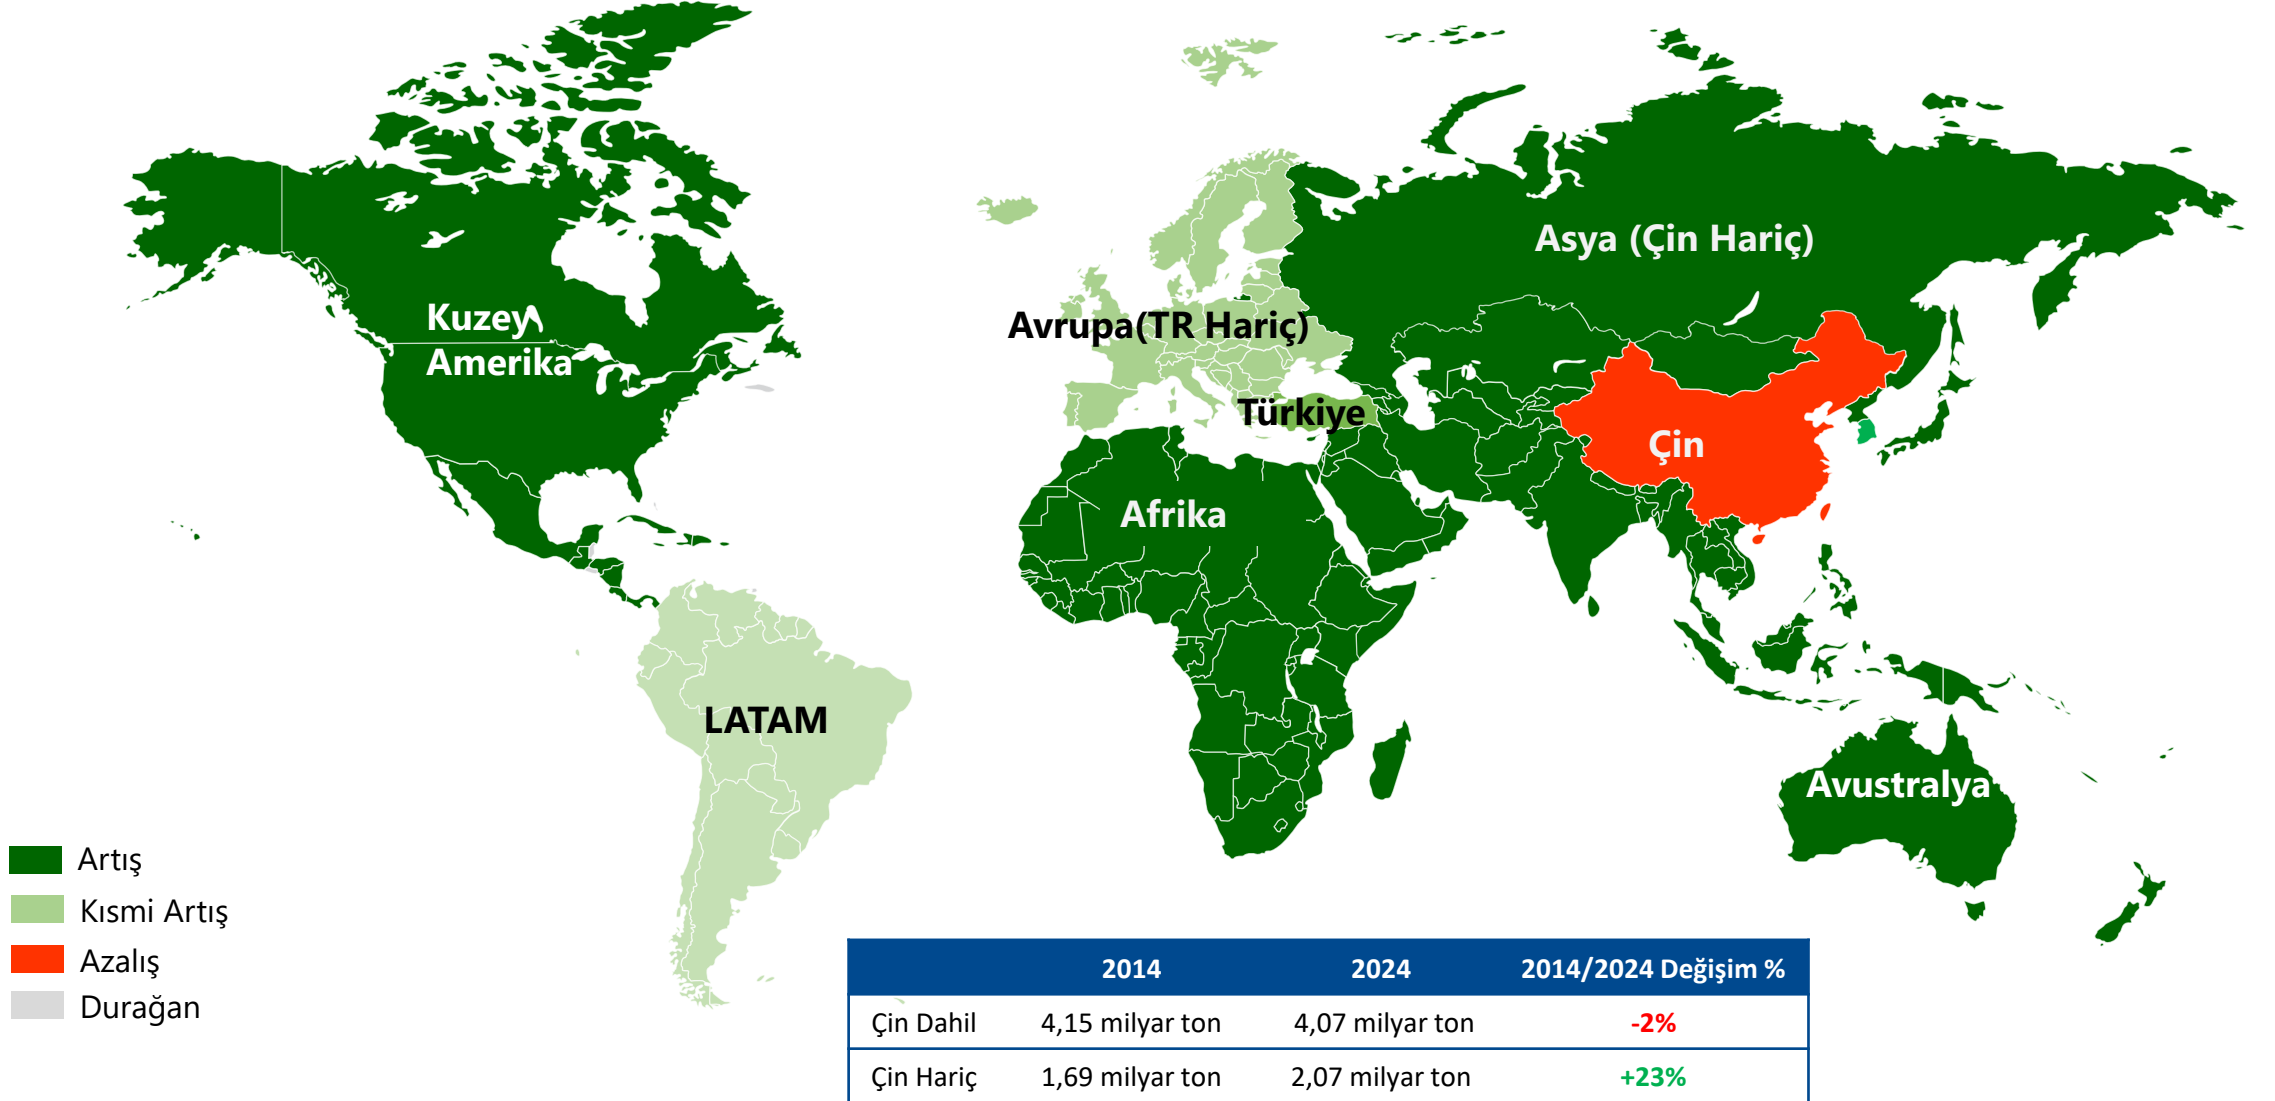 Asya (Çin Hariç)
Kuzey
Amerika
Avrupa(TR Hariç)
Türkiye
Çin
Afrika
LATAM
Avustralya
Artış
Kısmi Artış
Azalış
Durağan
2014 2024 2014/2024 Değişim %
Çin Dahil 4,15 milyar ton 4,07 milyar ton -2%
Çin Hariç 1,69 milyar ton 2,07 milyar ton +23%